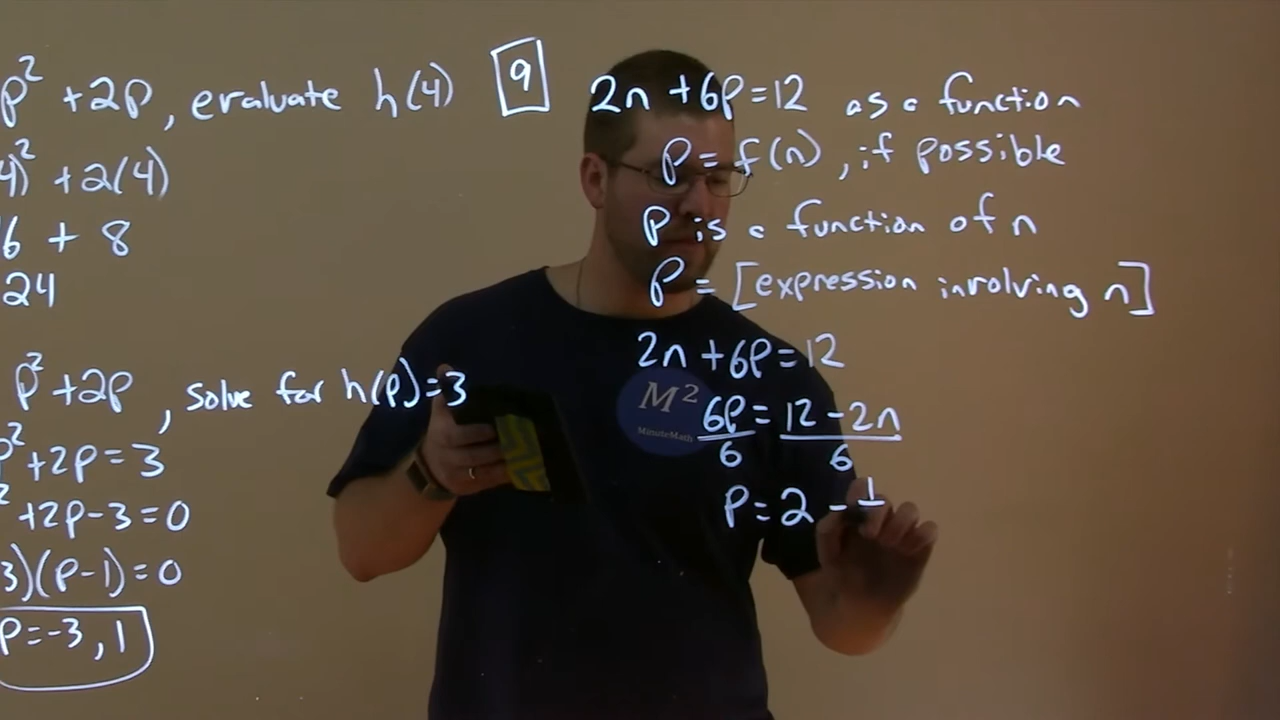 p² + 2p, evaluate h(4)
4)² + 2(4)
6 + 8
24
p² + 2p, solve for h(p) = 3
p² + 2p = 3
² + 2p - 3 = 0
3)(p - 1) = 0
p = -3, 1
9 2n + 6p = 12 as a function
p = f(n), if possible
p is a function of n
p = [expression involving n]
2n + 6p = 12
6p = 12 - 2n
6 6
p = 2 - 1
M²
MinuteMath